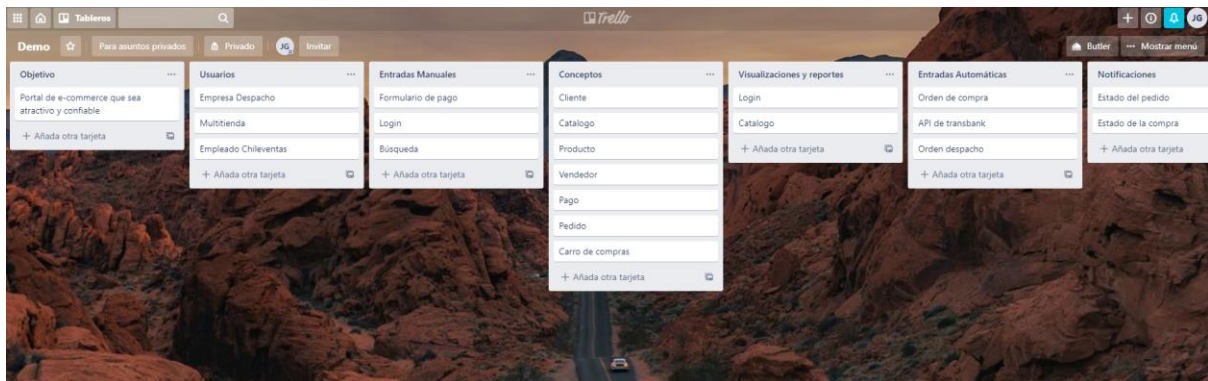 Tableros
Trello
JG
Demo
Para asuntos privados
Privado
JG
Invitar
Butler
··· Mostrar menú
Objetivo
Portal de e-commerce que sea
atractivo y confiable
+ Añada otra tarjeta
Usuarios
Empresa Despacho
Multitienda
Empleado Chileventas
+ Añada otra tarjeta
Entradas Manuales
Formulario de pago
Login
Búsqueda
+ Añada otra tarjeta
Conceptos
Cliente
Catalogo
Producto
Vendedor
Pago
Pedido
Carro de compras
+ Añada otra tarjeta
Visualizaciones y reportes
Login
Catalogo
+ Añada otra tarjeta
Entradas Automáticas
Orden de compra
API de transbank
Orden despacho
+ Añada otra tarjeta
Notificaciones
Estado del pedido
Estado de la compra
+ Añada otra tarjeta